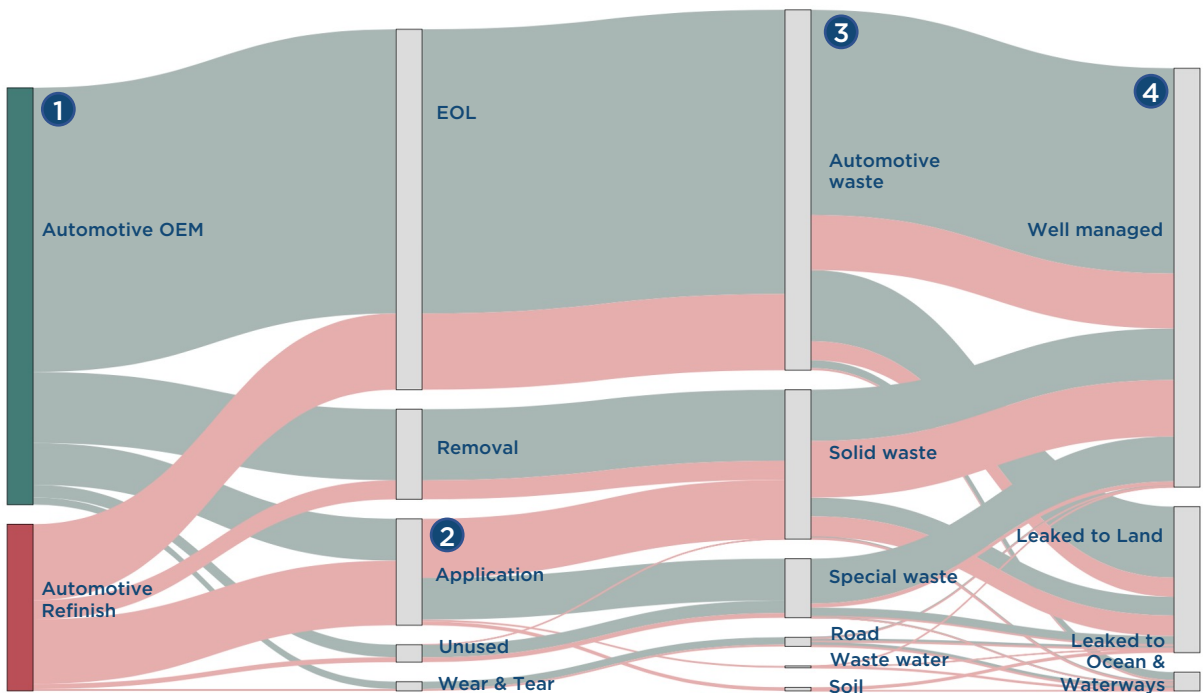 1
Automotive OEM
Automotive
Refinish
EOL
Removal
2
Application
Unused
Wear & Tear
3
Automotive
waste
Solid waste
Special waste
Road
Waste water
Soil
4
Well managed
Leaked to Land
Leaked to
Ocean &
Waterways